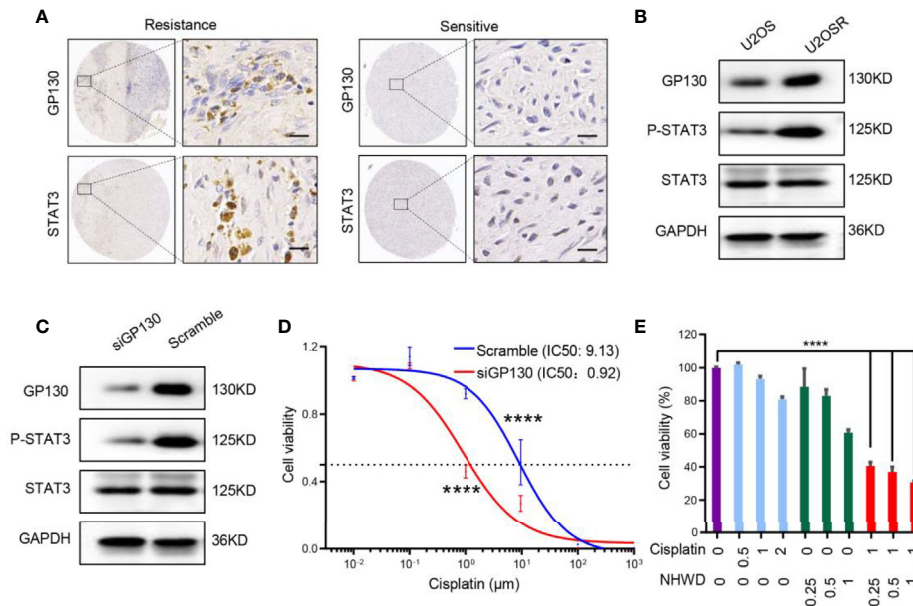 A
Resistance
Sensitive
GP130
GP130
STAT3
STAT3
B
U2OS
U2OSR
GP130
130KD
P-STAT3
125KD
STAT3
125KD
GAPDH
36KD
C
siGP130
Scramble
GP130
130KD
P-STAT3
125KD
STAT3
125KD
GAPDH
36KD
D
1.2
0.8
0.4
0.0
Cell viability
Scramble (IC50: 9.13)
siGP130 (IC50：0.92)
****
****
10-2 10-1 100 101 102 103
Cisplatin (μm)
E
120
100
80
60
40
20
0
Cell viability (%)
****
Cisplatin 0 0.5 1 2 0 0 0 1 1 1
NHWD 0 0 0 0 0.25 0.5 1 0.25 0.5 1